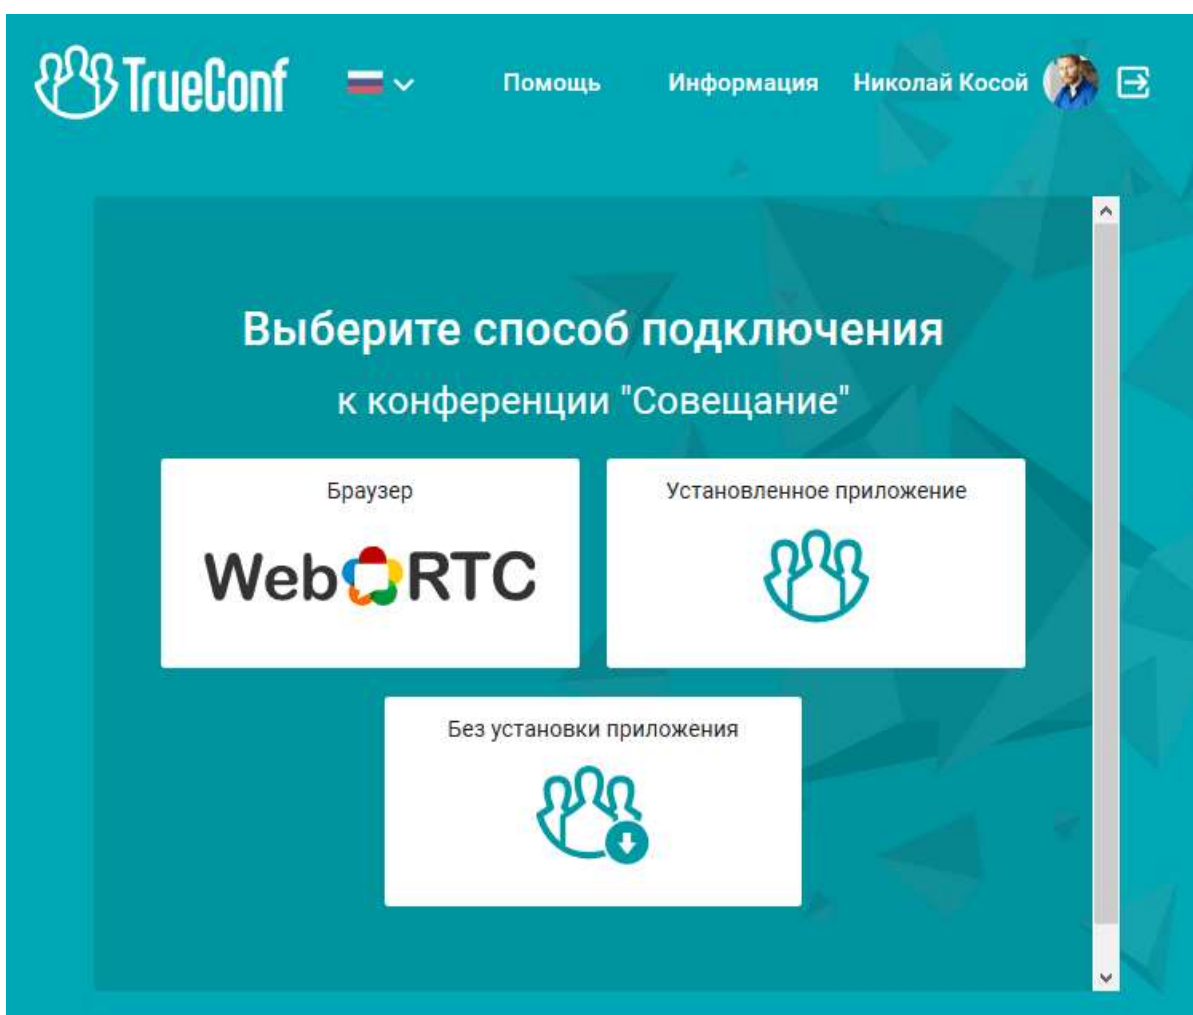 TrueConf
Помощь
Информация
Николай Косой
Выберите способ подключения
к конференции "Совещание"
Браузер
Установленное приложение
WebRTC
Без установки приложения